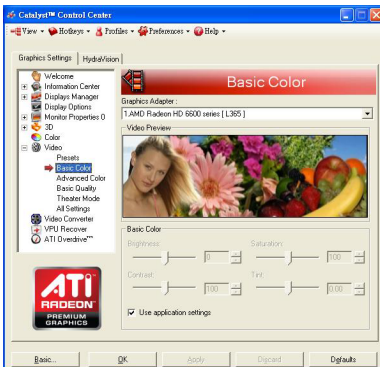 Catalyst™ Control Center
View Hotkeys Profiles Preferences Help
Graphics Settings HydraVision
Welcome
Information Center
Displays Manager
Display Options
Monitor Properties 0
3D
Color
Video
Presets
Basic Color
Advanced Color
Basic Quality
Theater Mode
All Settings
Video Converter
VPU Recover
ATI Overdrive™
ATI
RADEON
PREMIUM
GRAPHICS
Basic Color
Graphics Adapter :
1.AMD Radeon HD 6600 series [ L365 ]
Video Preview
Basic Color
Brightness: 0
Saturation: 100
Contrast: 100
Tint: 0.00
Use application settings
Basic... OK Apply Discard Defaults